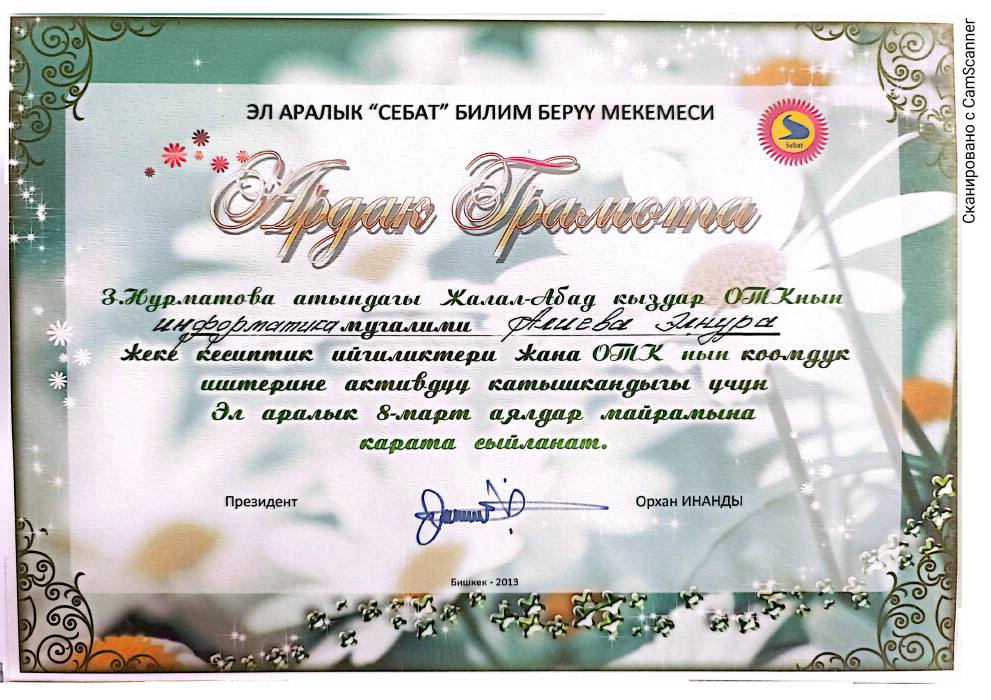 ЭЛ АРАЛЫК “СЕБАТ” БИЛИМ БЕРҮҮ МЕКЕМЕСИ
Sebat
Ардак Грамота
З.Нурматова атындагы Жалал-Абад кыздар ОТКнын
информатика мугалими Алиева Элнура
жеке кесиптик ийгиликтери жана ОТК нын коомдук
иштерине активдүү катышкандыгы үчүн
Эл аралык 8-март аялдар майрамына
карата сыйланат.
Президент Орхан ИНАНДЫ
Бишкек - 2013
Сканировано с CamScanner